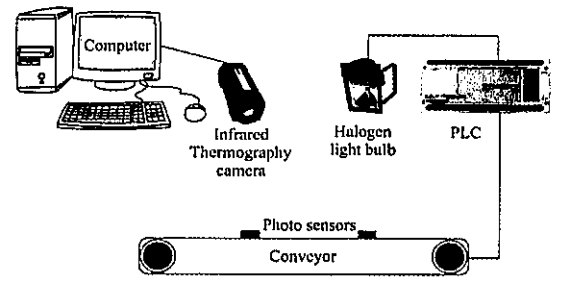 Computer
Infrared
Thermography
camera
Halogen
light bulb
PLC
Photo sensors
Conveyor